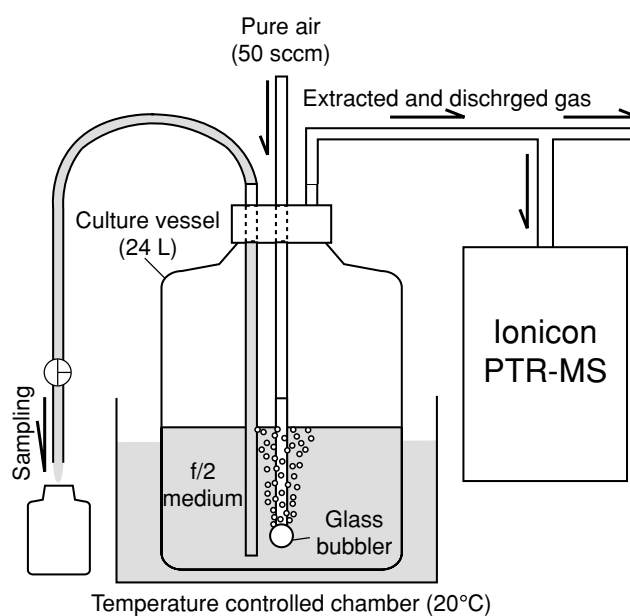 Pure air
(50 sccm)
Extracted and dischrged gas
Culture vessel
(24 L)
Ionicon
PTR-MS
Sampling
f/2
medium
Glass
bubbler
Temperature controlled chamber (20°C)